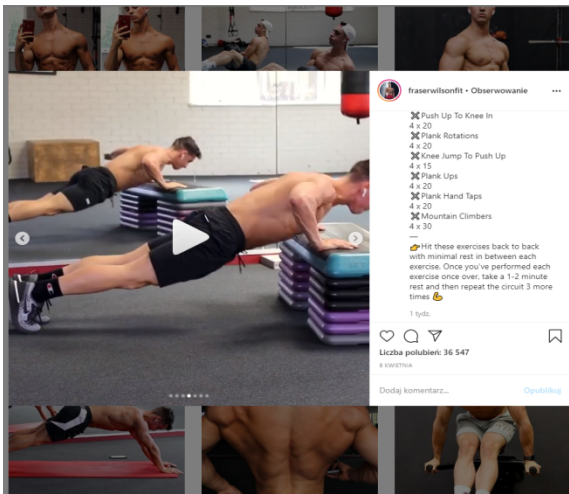 fraserwilsonfit • Obserwowanie
Push Up To Knee In
4 x 20
Plank Rotations
4 x 20
Knee Jump To Push Up
4 x 15
Plank Ups
4 x 20
Plank Hand Taps
4 x 20
Mountain Climbers
4 x 30
—
Hit these exercises back to back
with minimal rest in between each
exercise. Once you've performed each
exercise once over, take a 1-2 minute
rest and then repeat the circuit 3 more
times
1 tydz.
Liczba polubień: 36 547
8 KWIETNIA
Dodaj komentarz...
Opublikuj